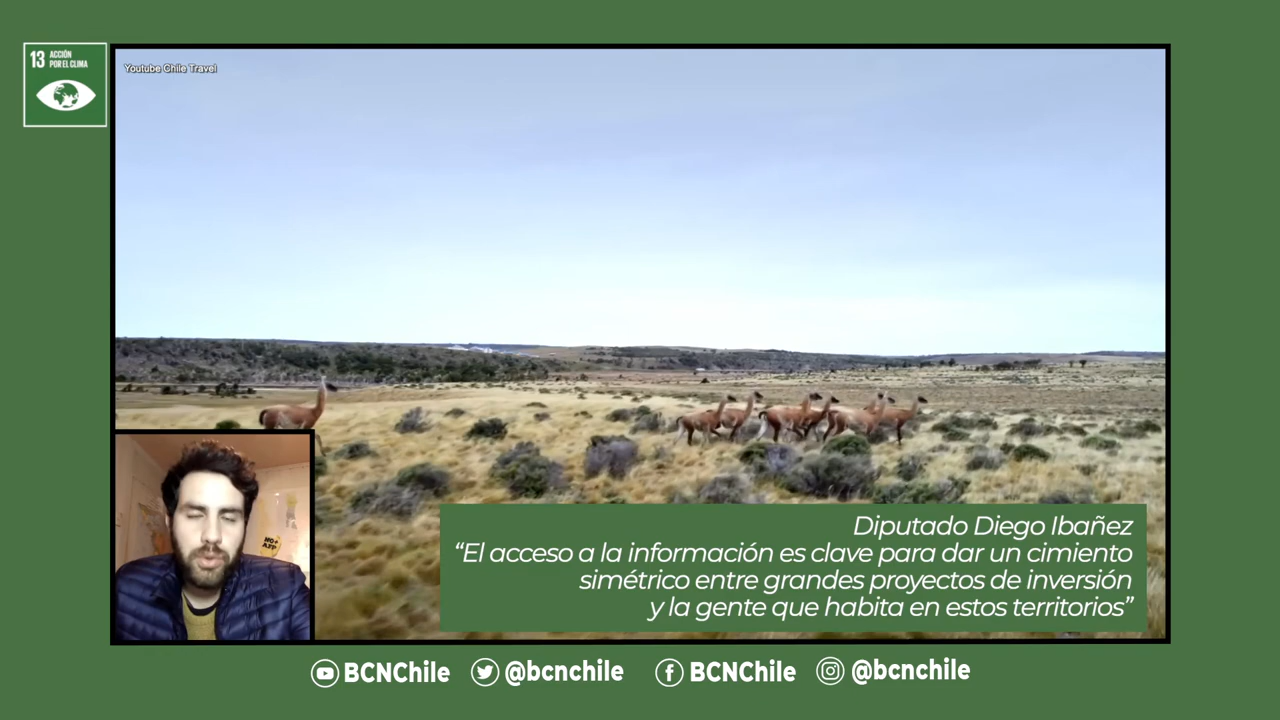 13 ACCIÓN
POR EL CLIMA
Youtube Chile Travel
NO+
AFP
Diputado Diego Ibañez
“El acceso a la información es clave para dar un cimiento
simétrico entre grandes proyectos de inversión
y la gente que habita en estos territorios”
BCNChile @bcnchile BCNChile @bcnchile